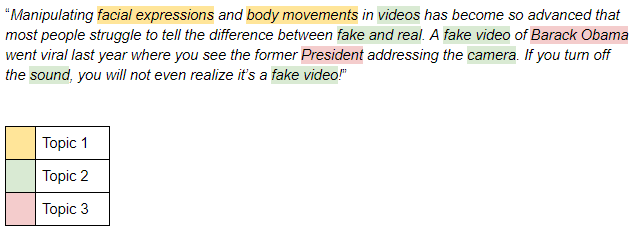 “Manipulating facial expressions and body movements in videos has become so advanced that
most people struggle to tell the difference between fake and real. A fake video of Barack Obama
went viral last year where you see the former President addressing the camera. If you turn off
the sound, you will not even realize it’s a fake video!”
Topic 1
Topic 2
Topic 3